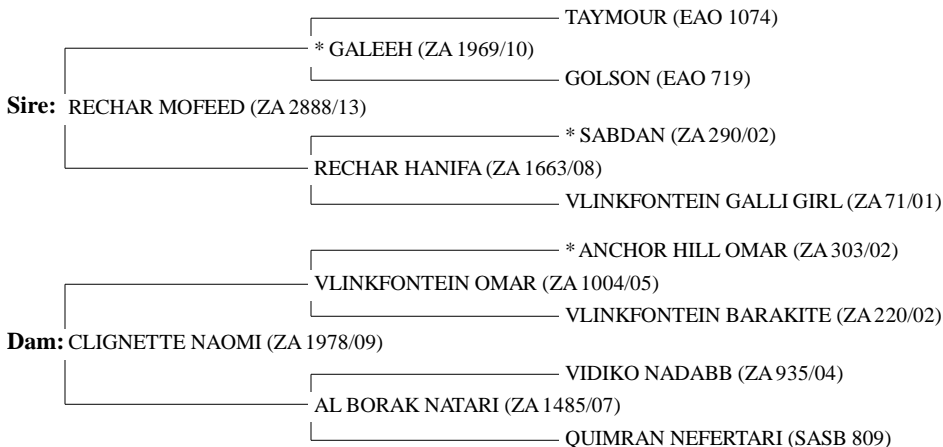 TAYMOUR (EAO 1074)
* GALEEH (ZA 1969/10)
GOLSON (EAO 719)
Sire: RECHAR MOFEED (ZA 2888/13)
* SABDAN (ZA 290/02)
RECHAR HANIFA (ZA 1663/08)
VLINKFONTEIN GALLI GIRL (ZA 71/01)
* ANCHOR HILL OMAR (ZA 303/02)
VLINKFONTEIN OMAR (ZA 1004/05)
VLINKFONTEIN BARAKITE (ZA 220/02)
Dam: CLIGNETTE NAOMI (ZA 1978/09)
VIDIKO NADABB (ZA 935/04)
AL BORAK NATARI (ZA 1485/07)
QUIMRAN NEFERTARI (SASB 809)